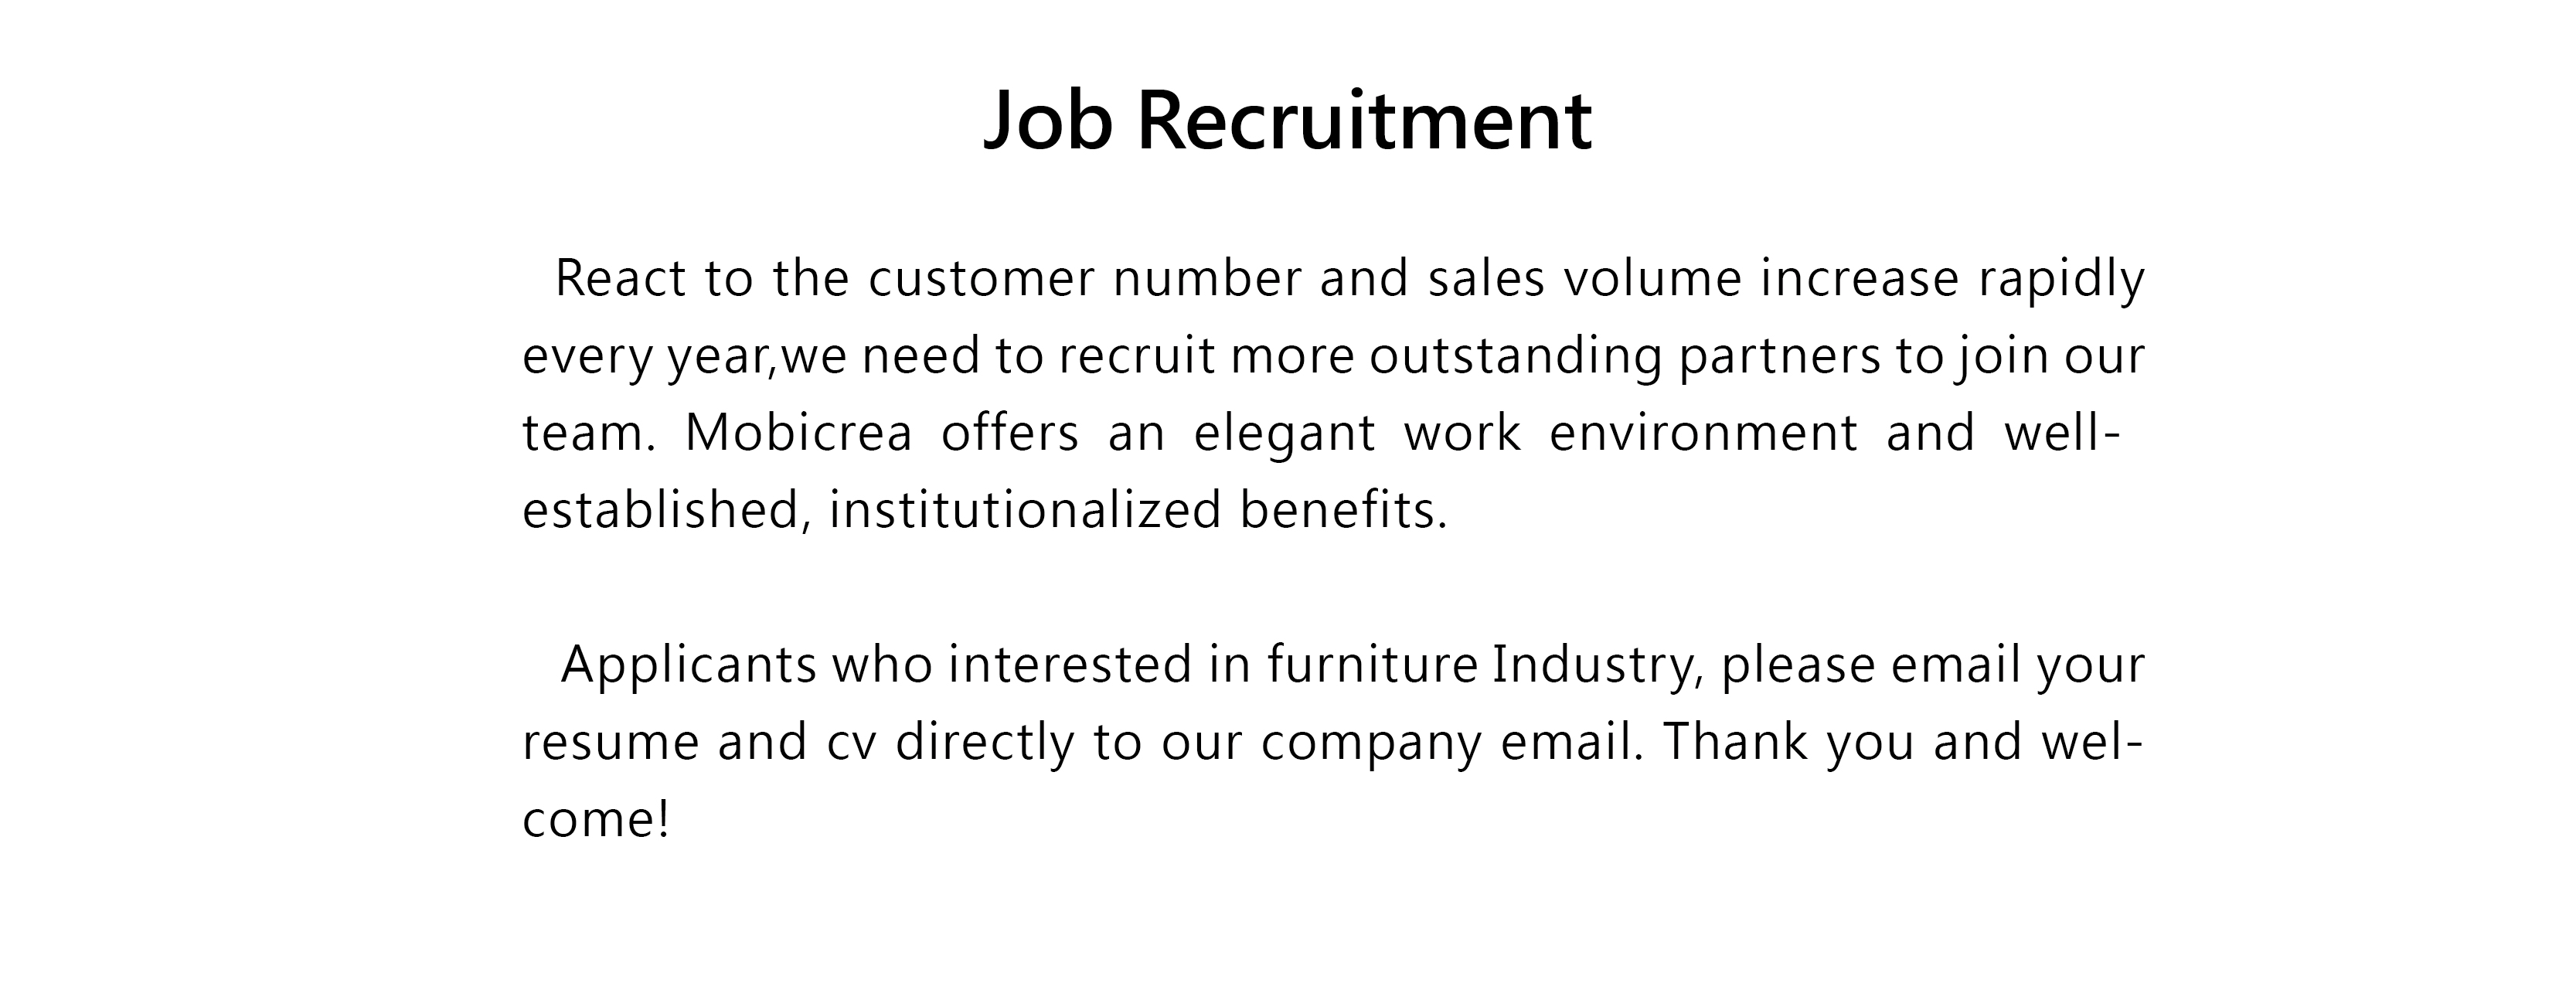 Job Recruitment
React to the customer number and sales volume increase rapidly
every year,we need to recruit more outstanding partners to join our
team. Mobicrea offers an elegant work environment and well-
established, institutionalized benefits.
Applicants who interested in furniture Industry, please email your
resume and cv directly to our company email. Thank you and wel-
come!